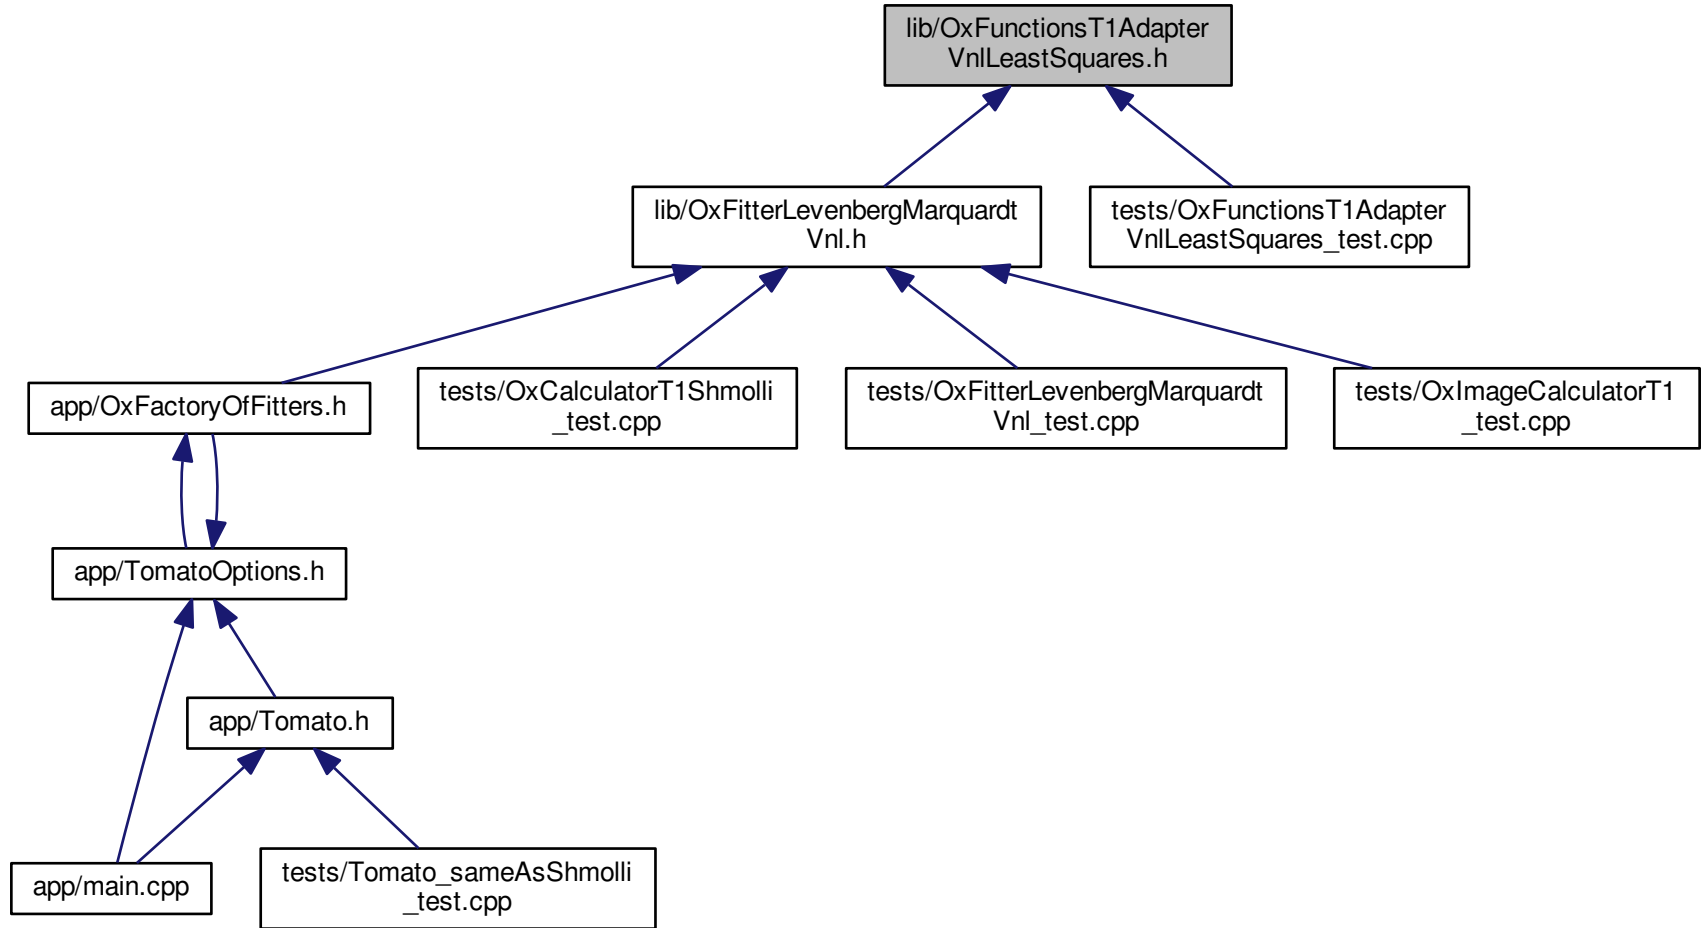 lib/OxFunctionsT1Adapter
VnlLeastSquares.h
lib/OxFitterLevenbergMarquardt
Vnl.h
tests/OxFunctionsT1Adapter
VnlLeastSquares_test.cpp
app/OxFactoryOfFitters.h
tests/OxCalculatorT1Shmolli
_test.cpp
tests/OxFitterLevenbergMarquardt
Vnl_test.cpp
tests/OxImageCalculatorT1
_test.cpp
app/TomatoOptions.h
app/Tomato.h
app/main.cpp
tests/Tomato_sameAsShmolli
_test.cpp